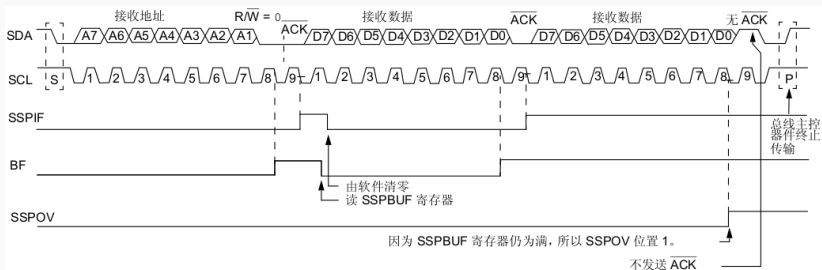 接收地址 R/W̅ = 0 接收数据 A̅C̅K̅ 接收数据 无 A̅C̅K̅
SDA A7 A6 A5 A4 A3 A2 A1 A̅C̅K̅ D7 D6 D5 D4 D3 D2 D1 D0 D7 D6 D5 D4 D3 D2 D1 D0
SCL S 1 2 3 4 5 6 7 8 9 1 2 3 4 5 6 7 8 9 1 2 3 4 5 6 7 8 9 P
SSPIF
总线主控
器件终止
传输
BF
由软件清零
读 SSPBUF 寄存器
SSPOV
因为 SSPBUF 寄存器仍为满，所以 SSPOV 位置 1。
不发送 A̅C̅K̅